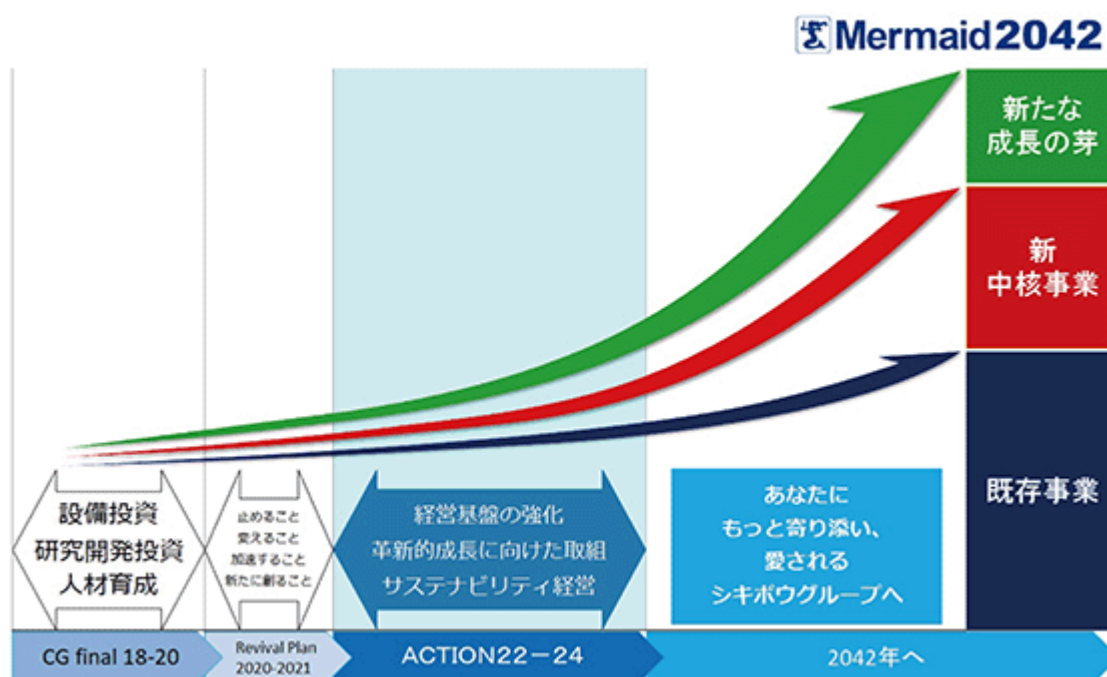 Mermaid2042
新たな
成長の芽
新
中核事業
既存事業
設備投資
研究開発投資
人材育成
止めること
変えること
加速すること
新たに創ること
経営基盤の強化
革新的成長に向けた取組
サステナビリティ経営
あなたに
もっと寄り添い、
愛される
シキボウグループへ
CG final 18-20
Revival Plan
2020-2021
ACTION22－24
2042年へ